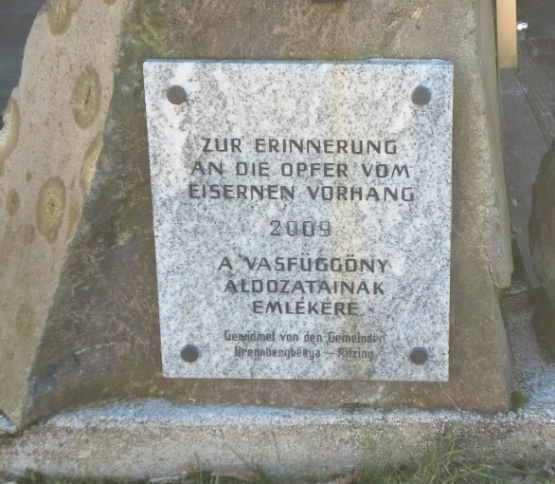 ZUR ERINNERUNG
AN DIE OPFER VOM
EISERNEN VORHANG
2009
A VASFÜGGÖNY
ÁLDOZATAINAK
EMLÉKÉRE
Gewidmet von den Gemeinden
Brennbergbánya – Ritzing